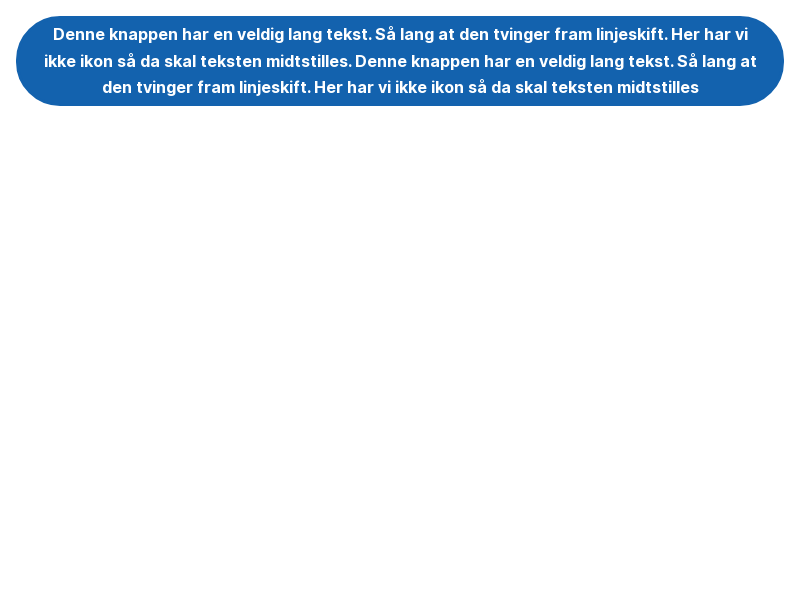 Denne knappen har en veldig lang tekst. Så lang at den tvinger fram linjeskift. Her har vi
ikke ikon så da skal teksten midtstilles. Denne knappen har en veldig lang tekst. Så lang at
den tvinger fram linjeskift. Her har vi ikke ikon så da skal teksten midtstilles